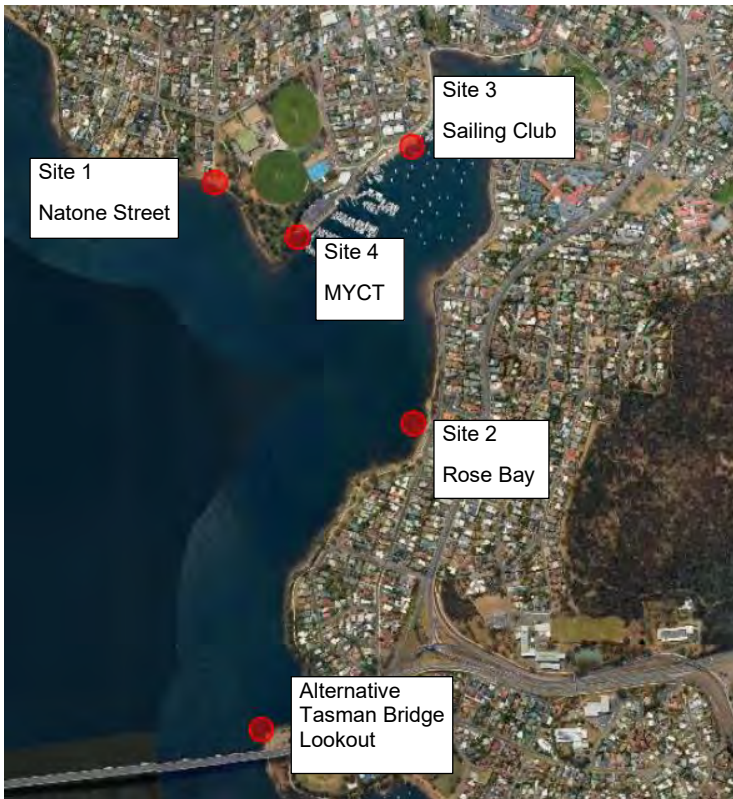 Site 3
Sailing Club
Site 1
Natone Street
Site 4
MYCT
Site 2
Rose Bay
Alternative
Tasman Bridge
Lookout